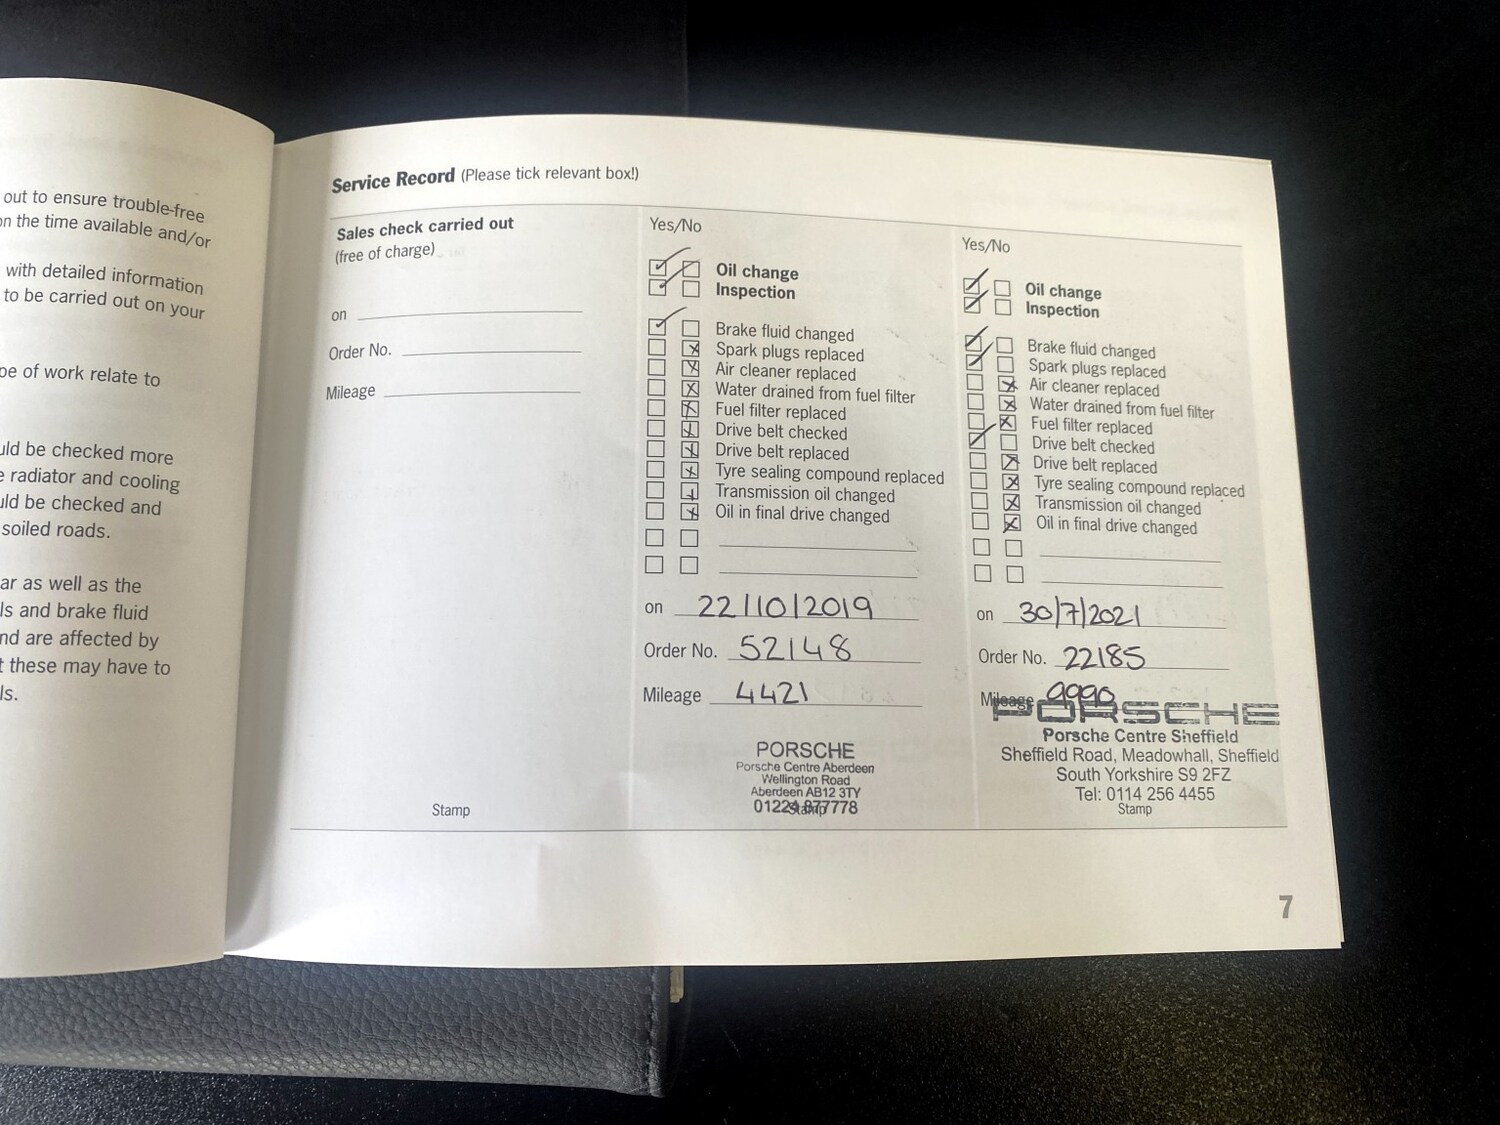 out to ensure trouble-free
on the time available and/or
with detailed information
to be carried out on your
pe of work relate to
uld be checked more
e radiator and cooling
uld be checked and
soiled roads.
ar as well as the
ls and brake fluid
nd are affected by
t these may have to
ls.
Service Record (Please tick relevant box!)
Sales check carried out
(free of charge)
on
Order No.
Mileage
Stamp
Yes/No
Oil change
Inspection
Brake fluid changed
Spark plugs replaced
Air cleaner replaced
Water drained from fuel filter
Fuel filter replaced
Drive belt checked
Drive belt replaced
Tyre sealing compound replaced
Transmission oil changed
Oil in final drive changed
on 22/10/2019
Order No. 52148
Mileage 4421
PORSCHE
Porsche Centre Aberdeen
Wellington Road
Aberdeen AB12 3TY
01224 877778
Stamp
Yes/No
Oil change
Inspection
Brake fluid changed
Spark plugs replaced
Air cleaner replaced
Water drained from fuel filter
Fuel filter replaced
Drive belt checked
Drive belt replaced
Tyre sealing compound replaced
Transmission oil changed
Oil in final drive changed
on 30/7/2021
Order No. 22185
Mileage 9990
PORSCHE
Porsche Centre Sheffield
Sheffield Road, Meadowhall, Sheffield
South Yorkshire S9 2FZ
Tel: 0114 256 4455
Stamp
7